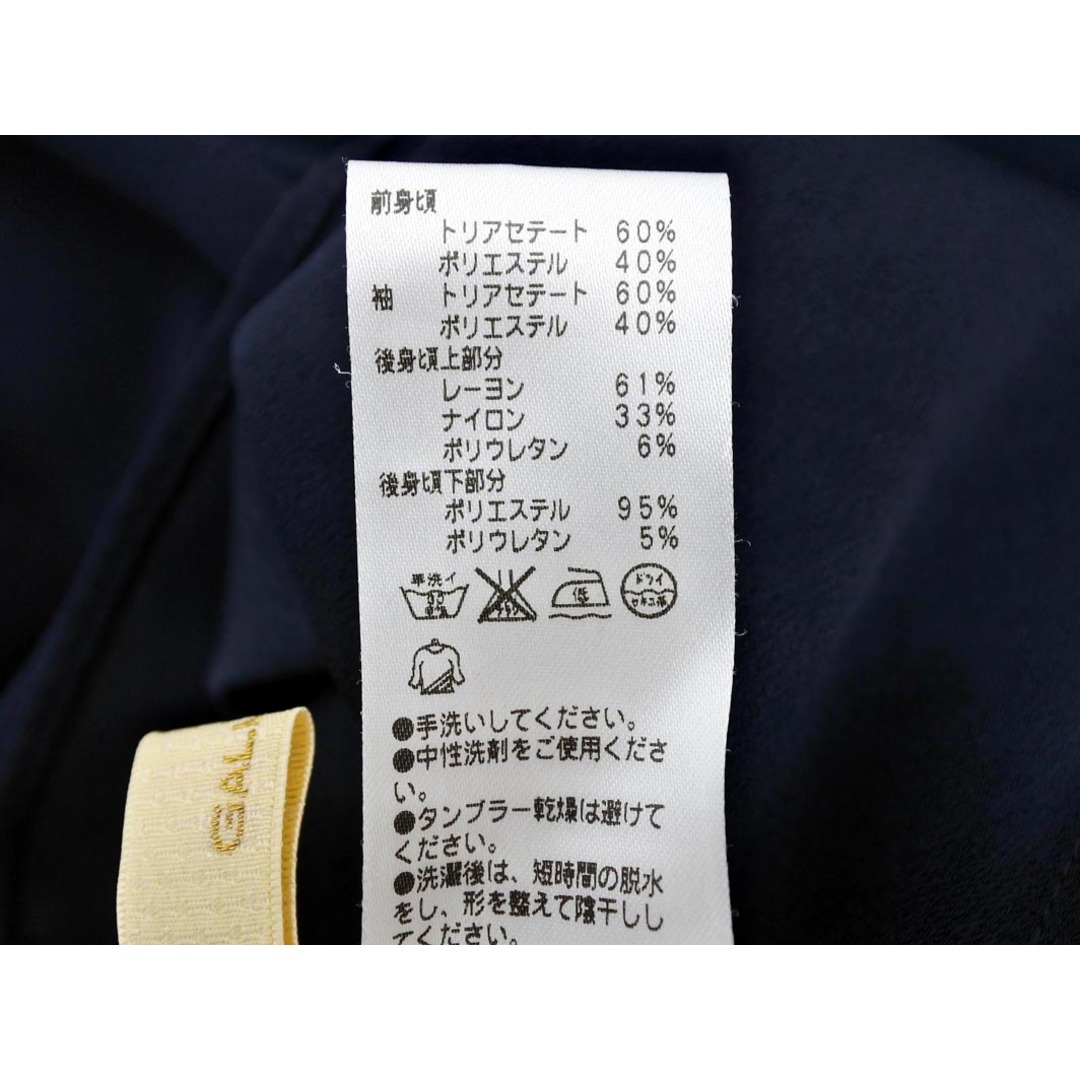 前身頃
トリアセテート 60%
ポリエステル 40%
袖 トリアセテート 60%
ポリエステル 40%
後身頃上部分
レーヨン 61%
ナイロン 33%
ポリウレタン 6%
後身頃下部分
ポリエステル 95%
ポリウレタン 5%
手洗イ
30
中性
低
ドライ
セキユ系
●手洗いしてください。
●中性洗剤をご使用くださ
い。
●タンブラー乾燥は避けて
ください。
●洗濯後は、短時間の脱水
をし、形を整えて陰干しし
てください。